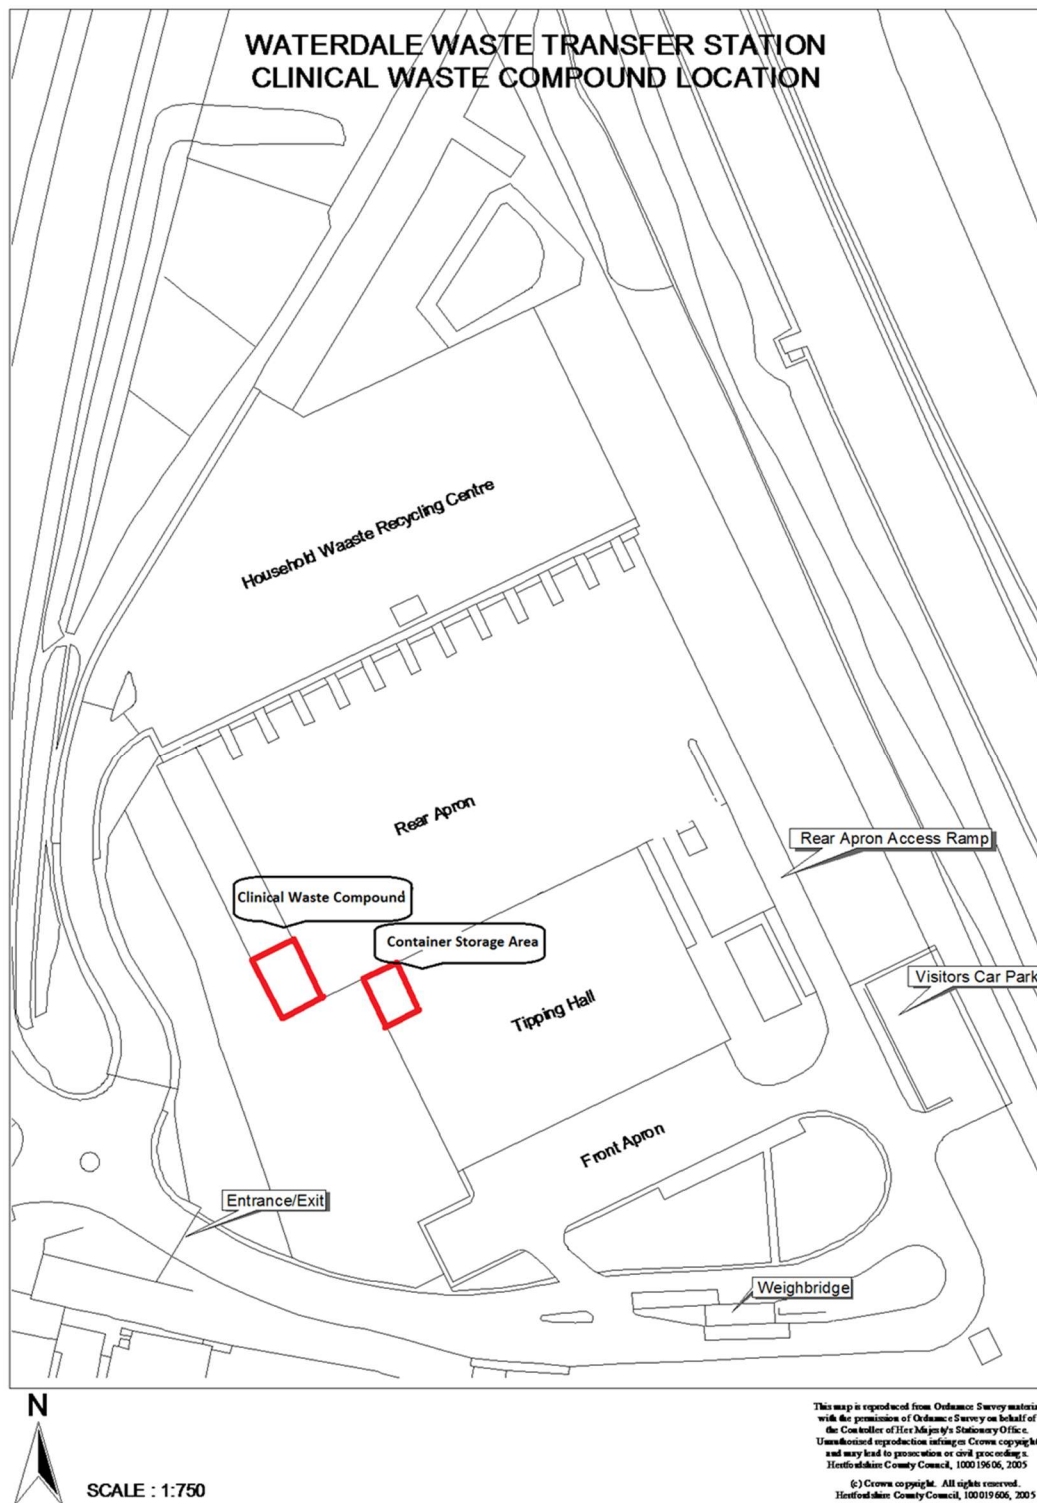 WATERDALE WASTE TRANSFER STATION
CLINICAL WASTE COMPOUND LOCATION
Household Waaste Recycling Centre
Rear Apron
Rear Apron Access Ramp
Clinical Waste Compound
Container Storage Area
Visitors Car Park
Tipping Hall
Front Apron
Entrance/Exit
Weighbridge
N
SCALE : 1:750
This map is reproduced from Ordnance Survey materi
with the permission of Ordnance Survey on behalf of
the Controller of Her Majesty's Stationery Office.
Unauthorised reproduction infringes Crown copyright
and may lead to prosecution or civil proceedings.
Hertfordshire County Council, 100019606, 2005
(c) Crown copyright. All rights reserved.
Hertfordshire County Council, 100019606, 2005